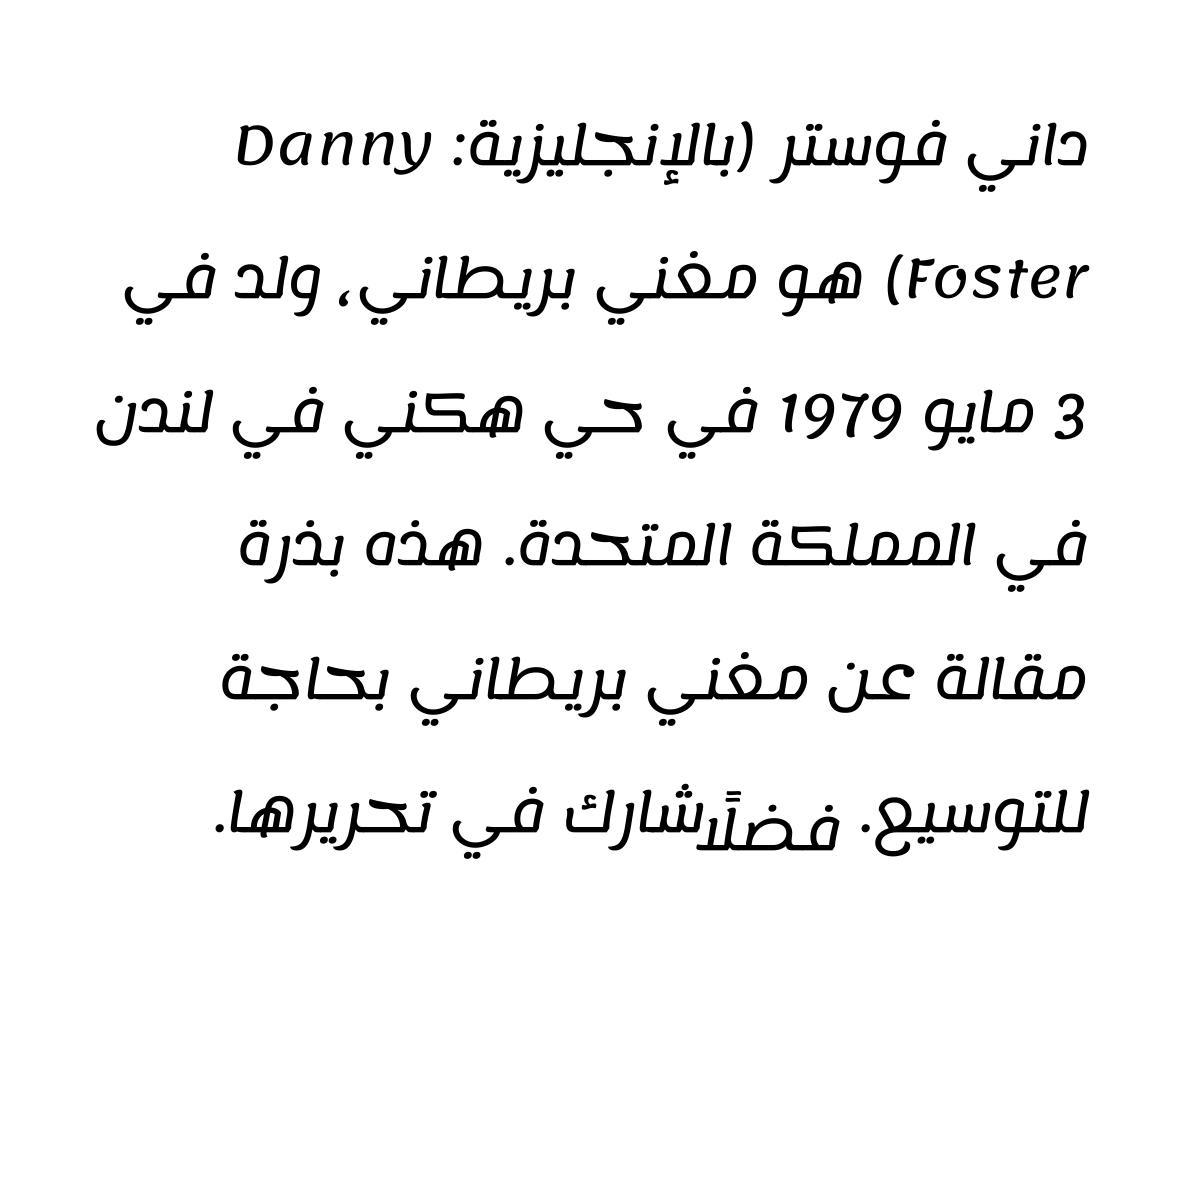 داني فوستر (بالإنجليزية: Danny
Foster) هو مغني بريطاني، ولد في
3 مايو 1979 في حي هكني في لندن
في المملكة المتحدة. هذه بذرة
مقالة عن مغني بريطاني بحاجة
للتوسيع. فضلًا شارك في تحريرها.